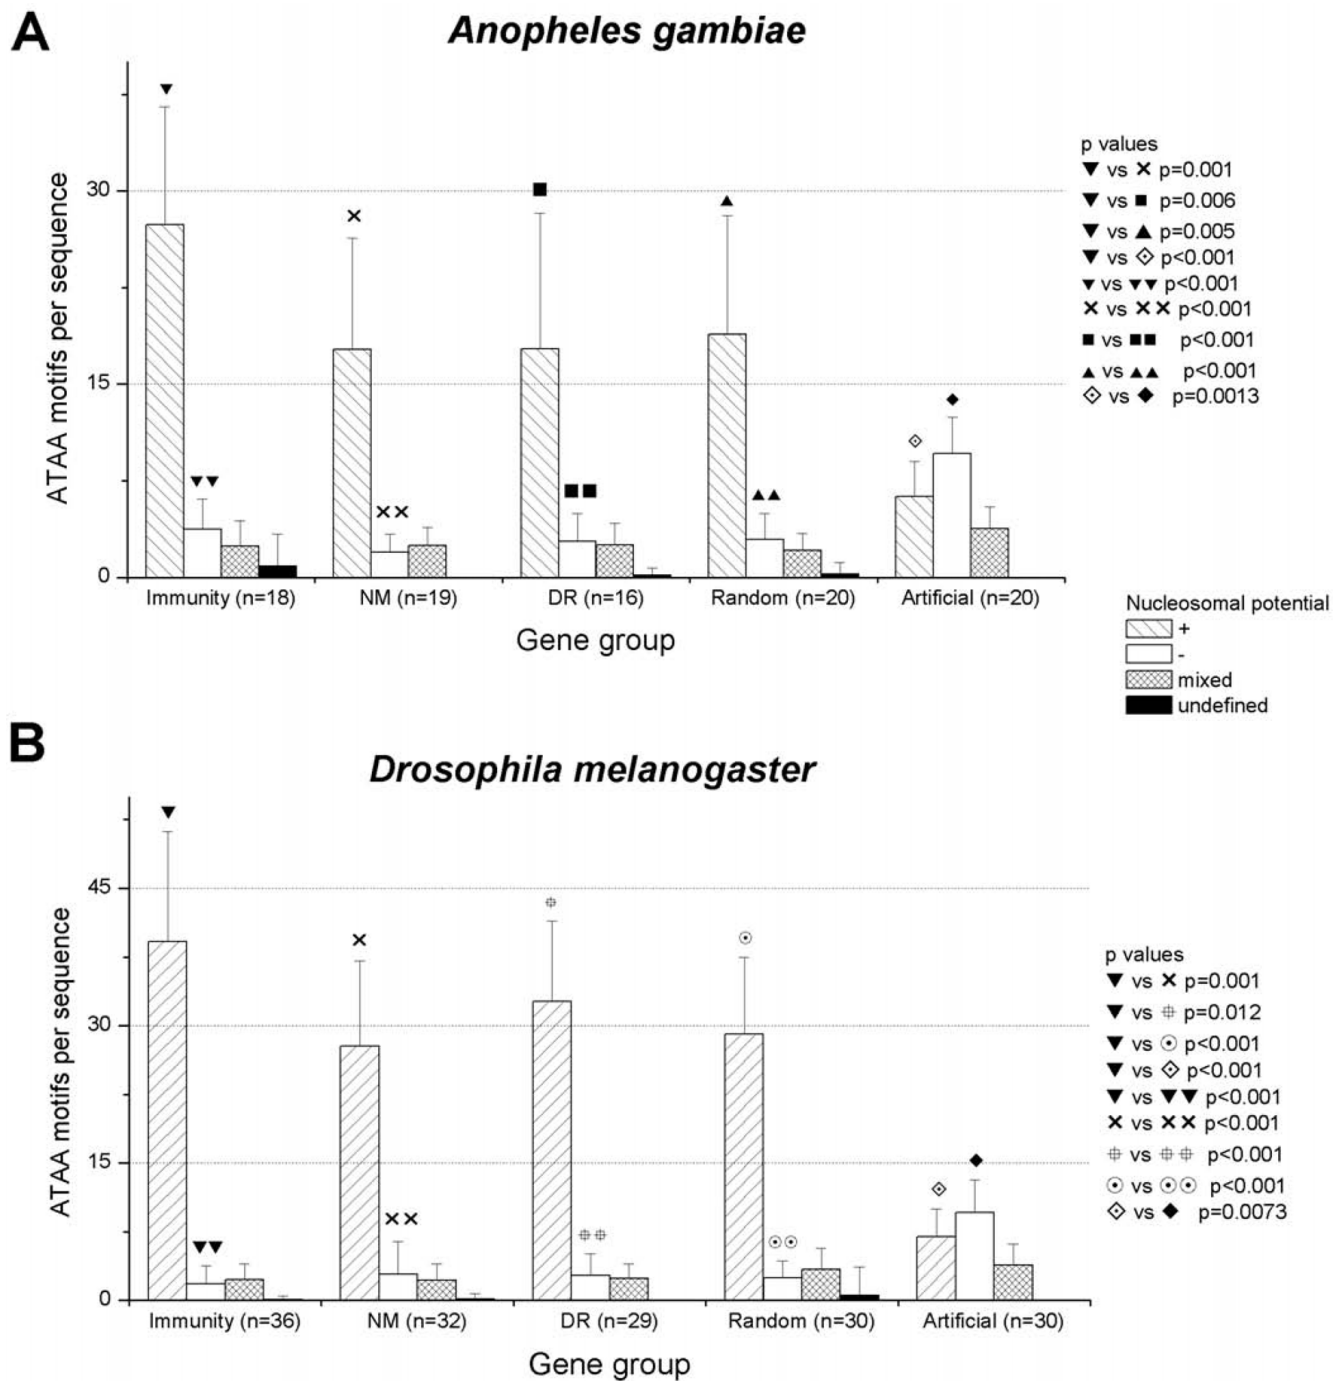 A
Anopheles gambiae
ATAA motifs per sequence
30
15
0
Immunity (n=18)
NM (n=19)
DR (n=16)
Random (n=20)
Artificial (n=20)
Gene group
p values
▼ vs ✕ p=0.001
▼ vs ■ p=0.006
▼ vs ▲ p=0.005
▼ vs ◈ p<0.001
▼ vs ▼▼ p<0.001
✕ vs ✕✕ p<0.001
■ vs ■■ p<0.001
▲ vs ▲▲ p<0.001
◈ vs ◆ p=0.0013
Nucleosomal potential
+
-
mixed
undefined
B
Drosophila melanogaster
ATAA motifs per sequence
45
30
15
0
Immunity (n=36)
NM (n=32)
DR (n=29)
Random (n=30)
Artificial (n=30)
Gene group
p values
▼ vs ✕ p=0.001
▼ vs ⌗ p=0.012
▼ vs ⊙ p<0.001
▼ vs ◈ p<0.001
▼ vs ▼▼ p<0.001
✕ vs ✕✕ p<0.001
⌗ vs ⌗⌗ p<0.001
⊙ vs ⊙⊙ p<0.001
◈ vs ◆ p=0.0073